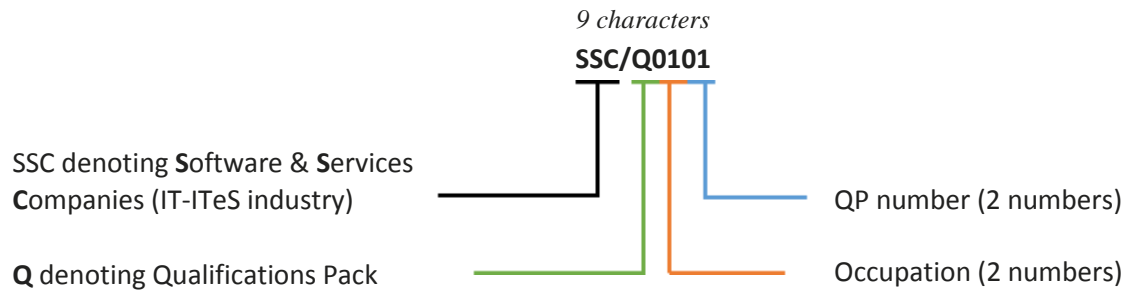 9 characters
SSC/Q0101
SSC denoting Software & Services
Companies (IT-ITeS industry)
QP number (2 numbers)
Q denoting Qualifications Pack
Occupation (2 numbers)